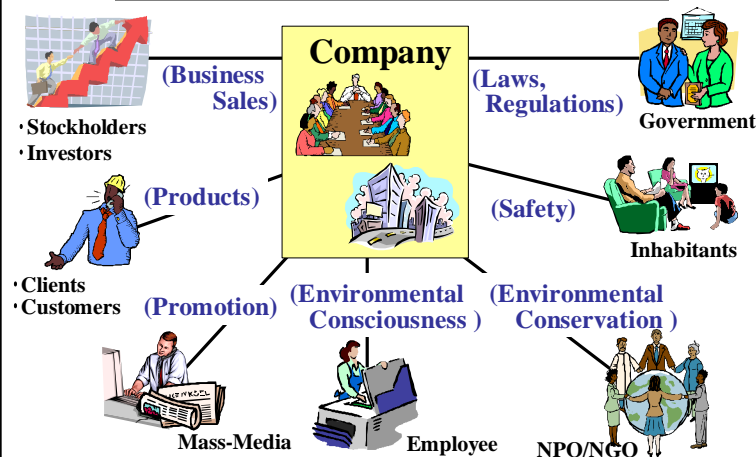 Company
(Business
Sales)
(Laws,
Regulations)
・Stockholders
・Investors
Government
(Products)
(Safety)
Inhabitants
・Clients
・Customers
(Promotion)
(Environmental
Consciousness )
(Environmental
Conservation )
Mass-Media
Employee
NPO/NGO